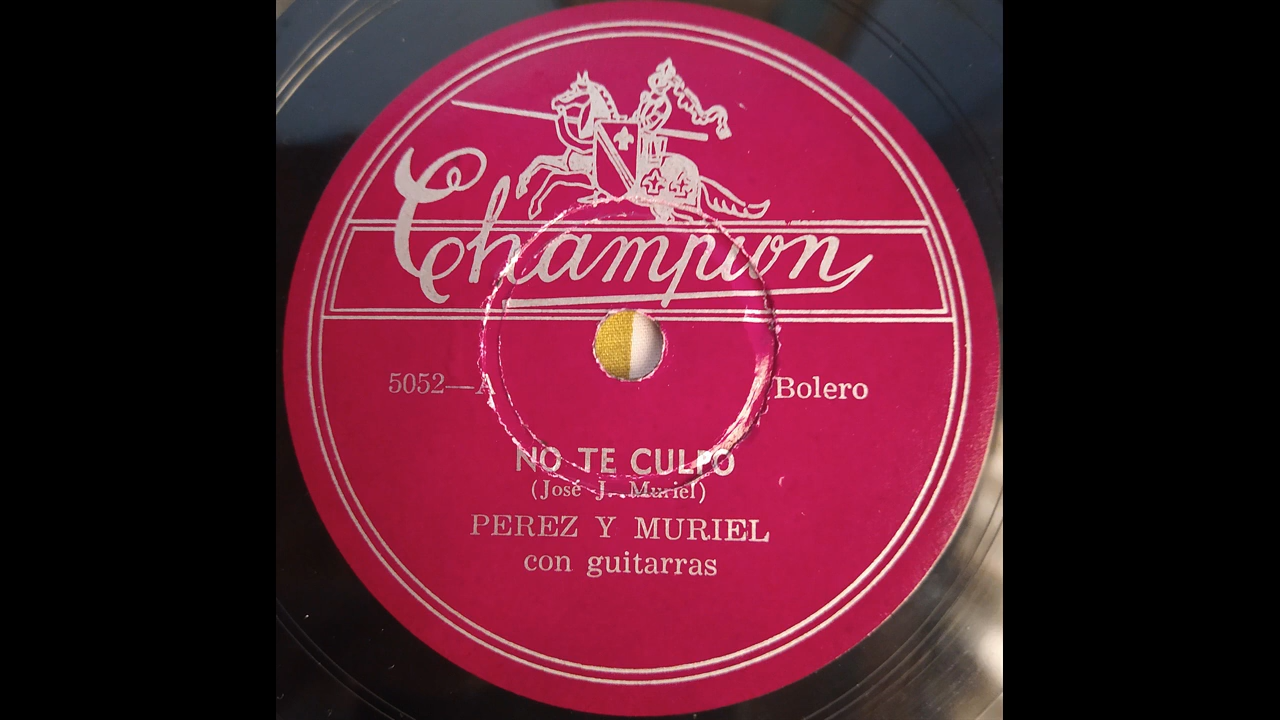 Champion
5052—A
Bolero
NO TE CULPO
(José J. Muriel)
PEREZ Y MURIEL
con guitarras